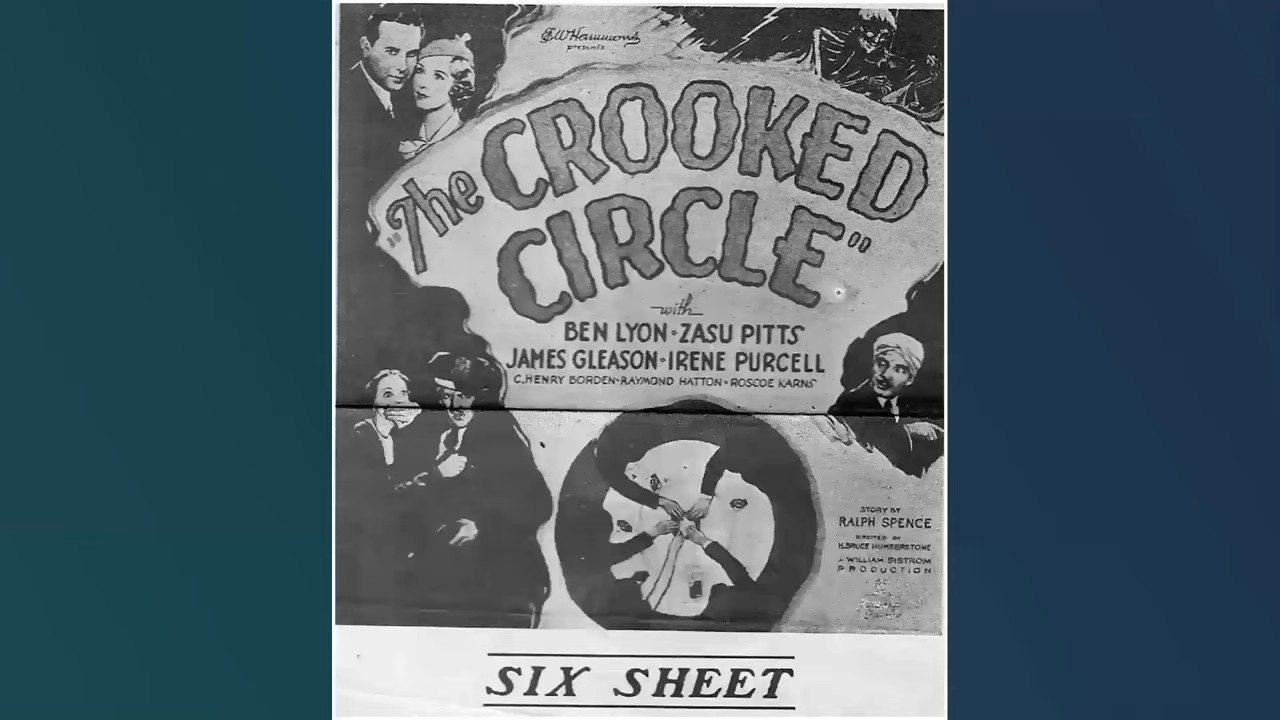 E.W. Hammons
presents
"The CROOKED
CIRCLE"
with
BEN LYON · ZASU PITTS
JAMES GLEASON · IRENE PURCELL
C. HENRY BORDEN · RAYMOND HATTON · ROSCOE KARNS
STORY BY
RALPH SPENCE
DIRECTED BY
H. BRUCE HUMBERSTONE
A WILLIAM SISTROM
PRODUCTION
SIX SHEET